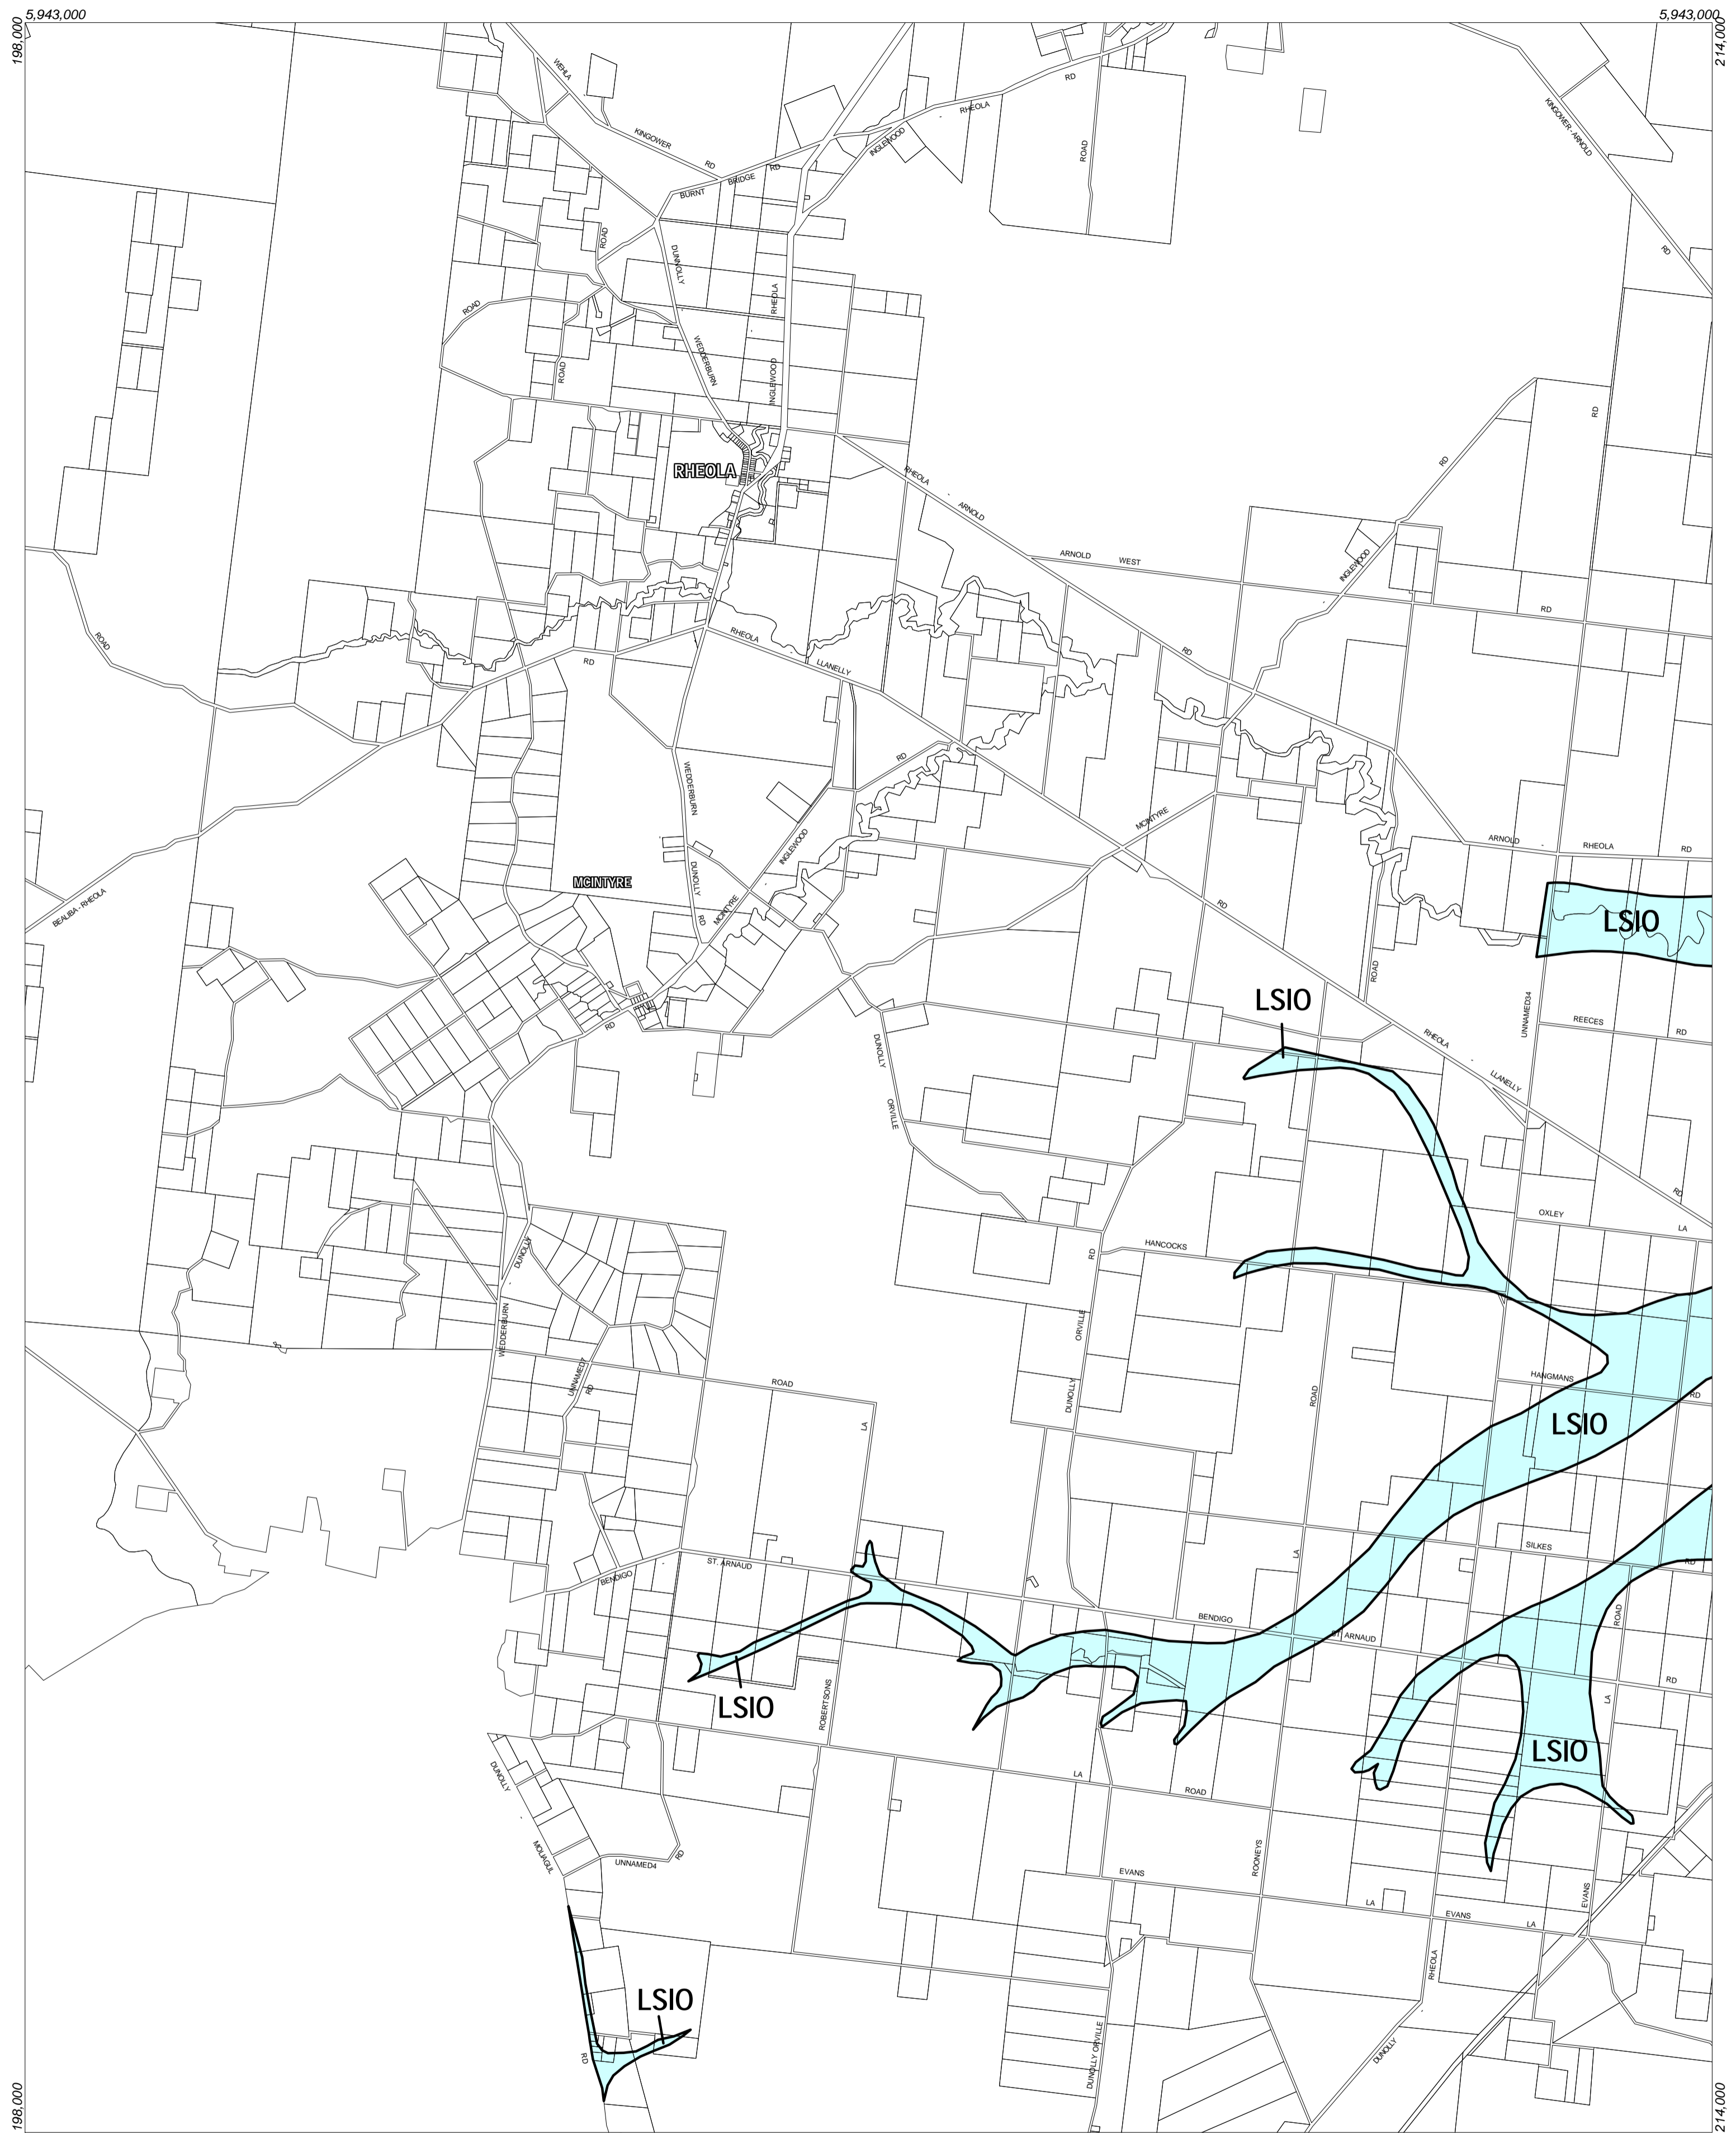 5,943,000
5,943,000
198,000
214,000
WEHLA
KINGOWER
RD
RHEOLA
RD
INGLEWOOD
ROAD
KINGOWER - ARNOLD
RD
BURNT
BRIDGE
RD
ROAD
DUNNOLLY
RHEOLA
ROAD
WEDDERBURN
ROAD
INGLEWOOD
RD
RHEOLA
RHEOLA
ARNOLD
RD
ARNOLD
WEST
INGLEWOOD
RD
ROAD
RHEOLA
RD
LLANELLY
RD
WEDDERBURN
RD
INGLEWOOD
MCINTYRE
ARNOLD
RHEOLA
RD
MCINTYRE
DUNOLLY
RD
MCINTYRE
BEALIBA - RHEOLA
RD
LSIO
ROAD
LSIO
UNNAMED34
REECES
RD
RD
DUNOLLY
ORVILLE
RHEOLA
LLANELLY
RD
OXLEY
LA
HANCOCKS
RD
DUNOLLY
WEDDERBURN
ORVILLE
UNNAMED7
RD
ROAD
DUNOLLY
ROAD
HANGMANS
RD
LA
LSIO
ST. ARNAUD
BENDIGO
LA
SILKES
RD
BENDIGO
ST ARNAUD
ROAD
RD
LSIO
ROBERTSONS
LA
LSIO
DUNOLLY
MOLIAGUL
LA
ROAD
UNNAMED4
RD
EVANS
ROONEYS
LA
EVANS
LA
EVANS
RHEOLA
LSIO
RD
DUNOLLY ORVILLE
DUNOLLY
198,000
214,000